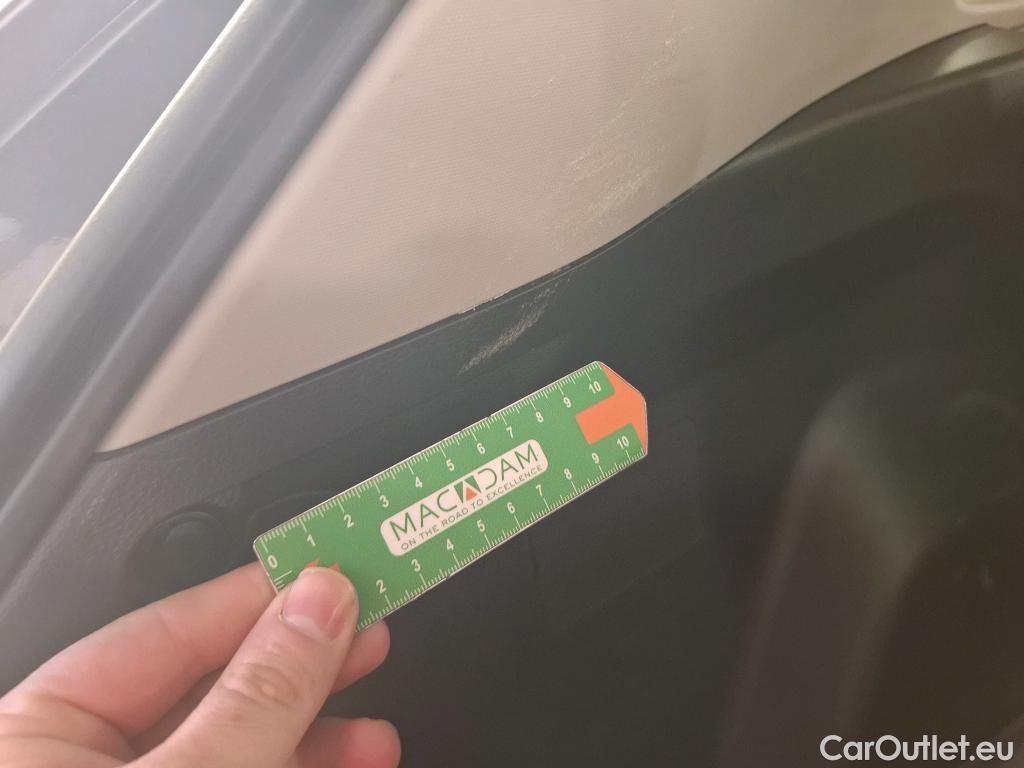 0 1 2 3 4 5 6 7 8 9 10
MACADAM
ON THE ROAD TO EXCELLENCE
2 3 4 5 6 7 8 9 10
CarOutlet.eu